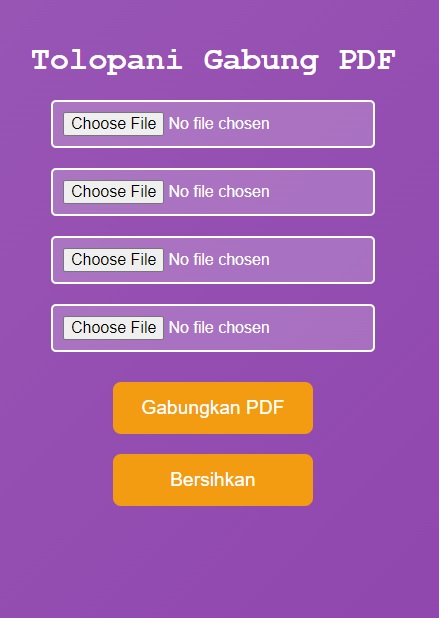 Tolopani Gabung PDF
Choose File No file chosen
Choose File No file chosen
Choose File No file chosen
Choose File No file chosen
Gabungkan PDF
Bersihkan